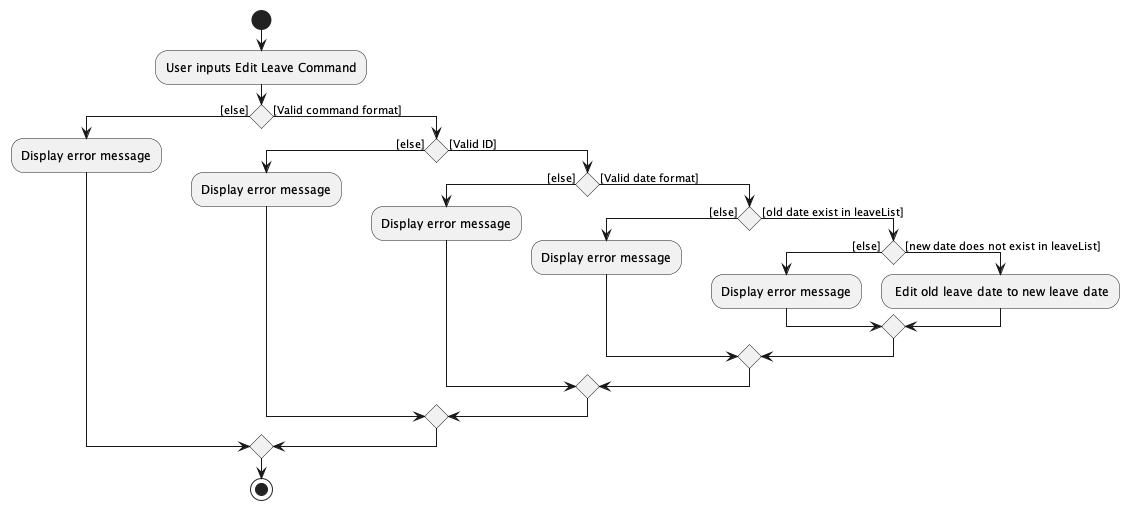 User inputs Edit Leave Command
[else]
[Valid command format]
Display error message
[else]
[Valid ID]
Display error message
[else]
[Valid date format]
Display error message
[else]
[old date exist in leaveList]
Display error message
[else]
[new date does not exist in leaveList]
Display error message
Edit old leave date to new leave date